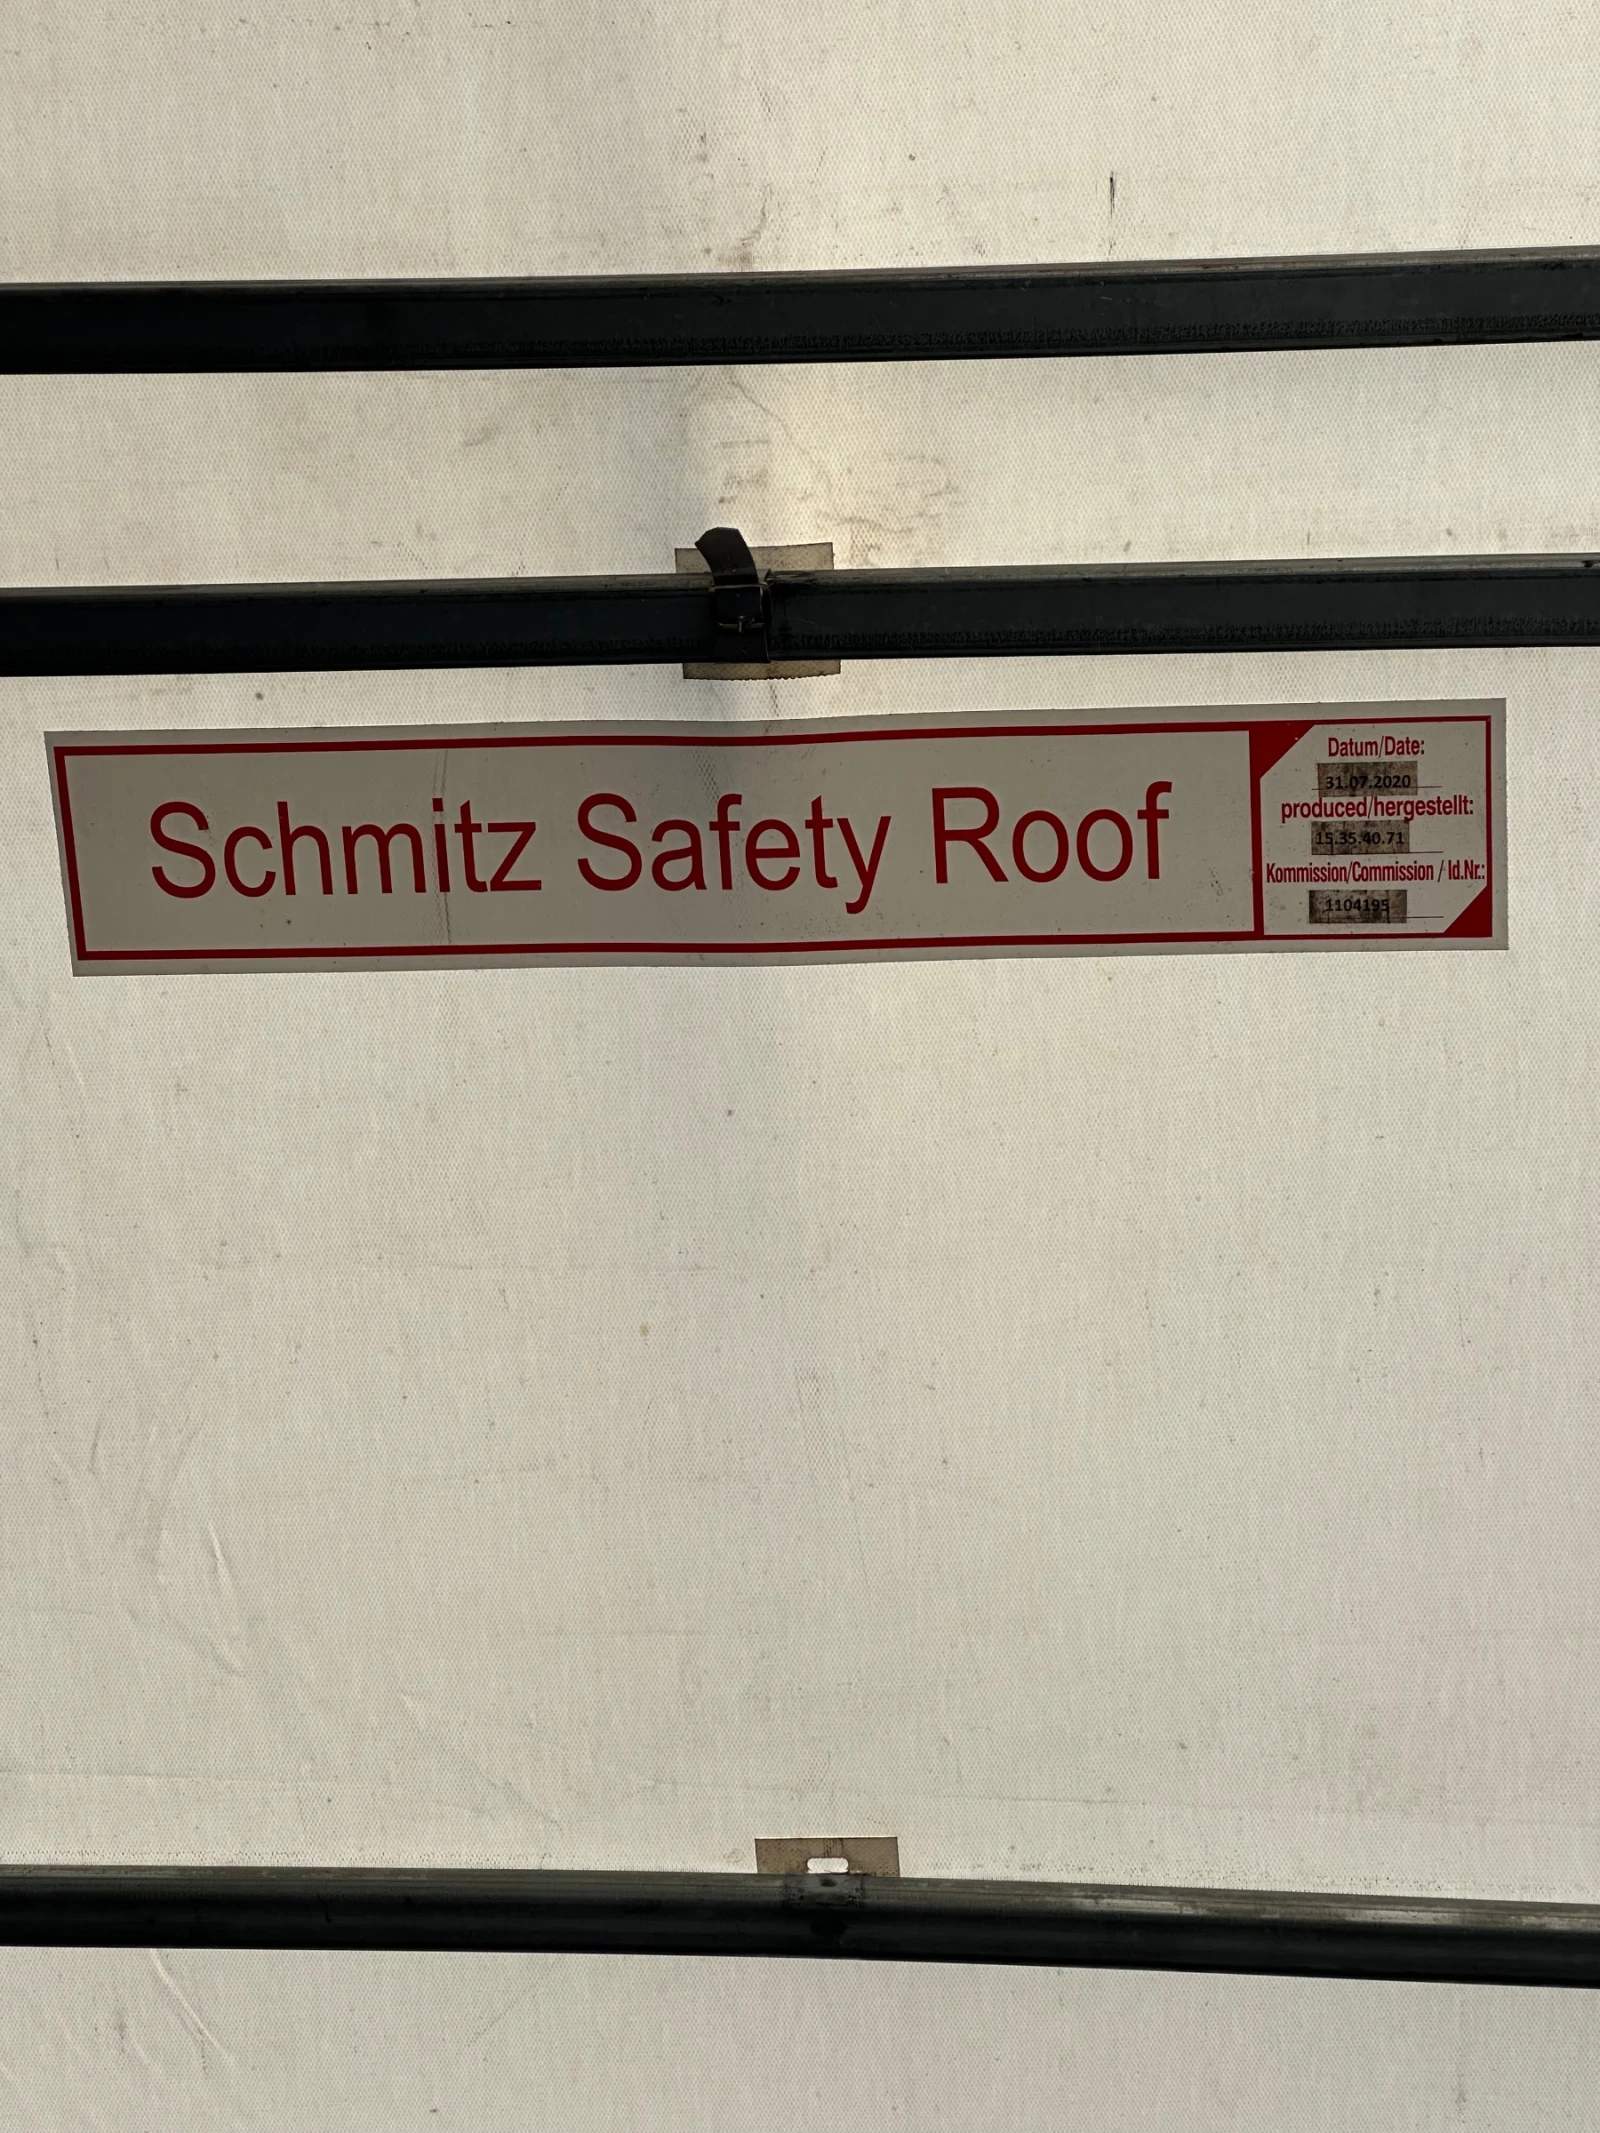 Schmitz Safety Roof
Datum/Date:
31.07.2020
produced/hergestellt:
15.35.40.71
Kommission/Commission / Id.Nr.:
1104195